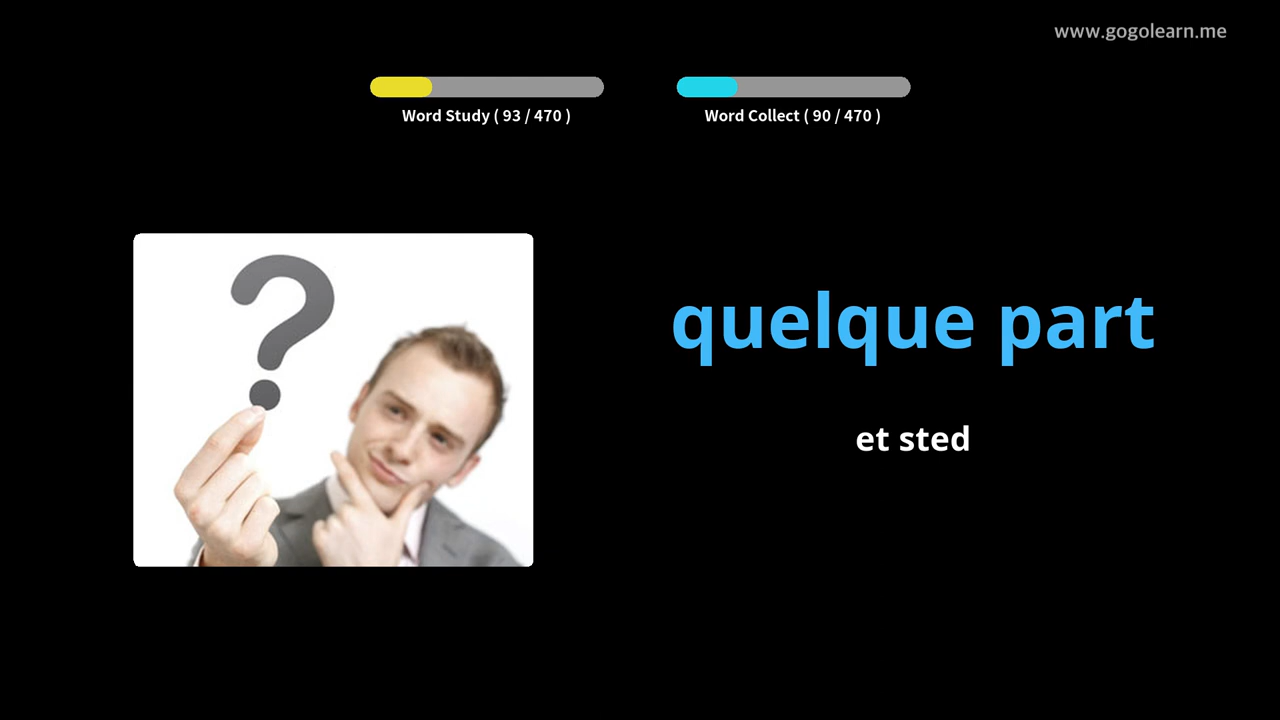 www.gogolearn.me
Word Study ( 93 / 470 )
Word Collect ( 90 / 470 )
?
quelque part
et sted